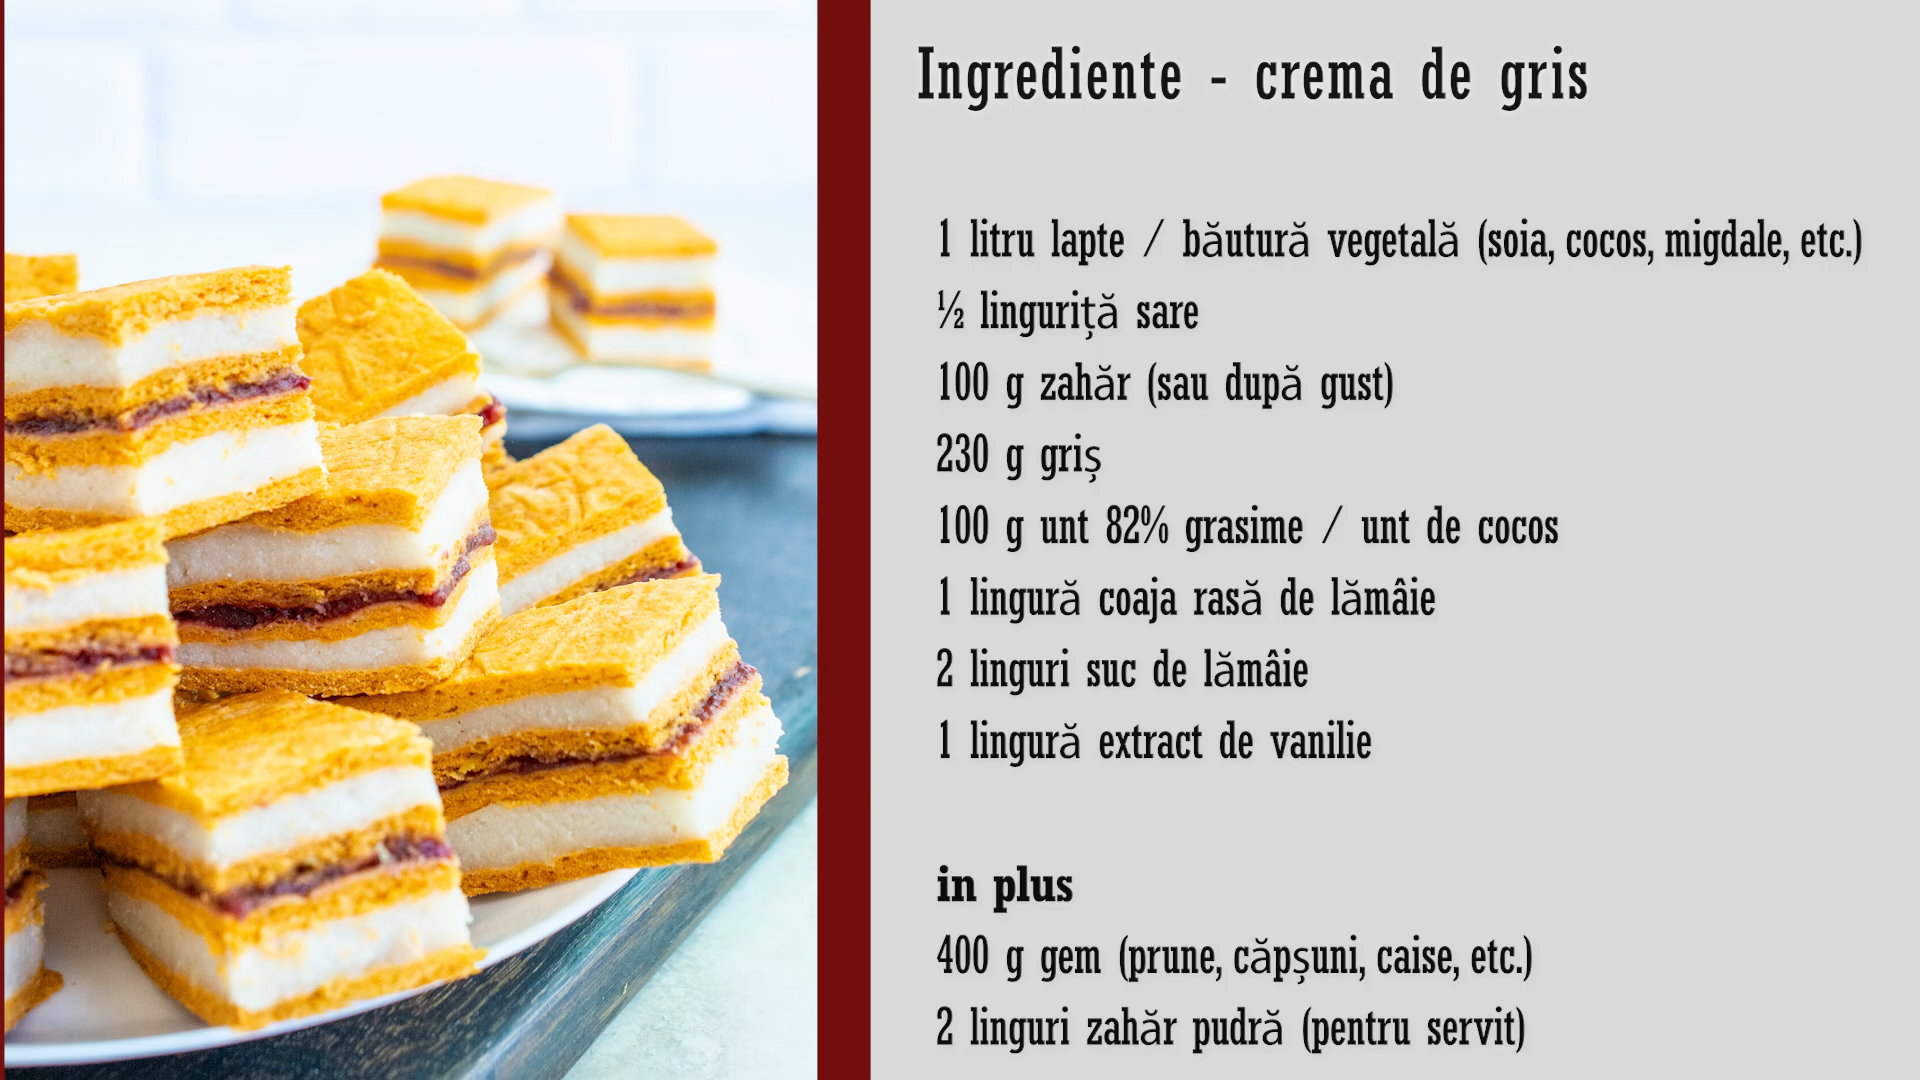 Ingrediente - crema de gris
1 litru lapte / băutură vegetală (soia, cocos, migdale, etc.)
½ linguriță sare
100 g zahăr (sau după gust)
230 g griș
100 g unt 82% grasime / unt de cocos
1 lingură coaja rasă de lămâie
2 linguri suc de lămâie
1 lingură extract de vanilie
in plus
400 g gem (prune, căpșuni, caise, etc.)
2 linguri zahăr pudră (pentru servit)